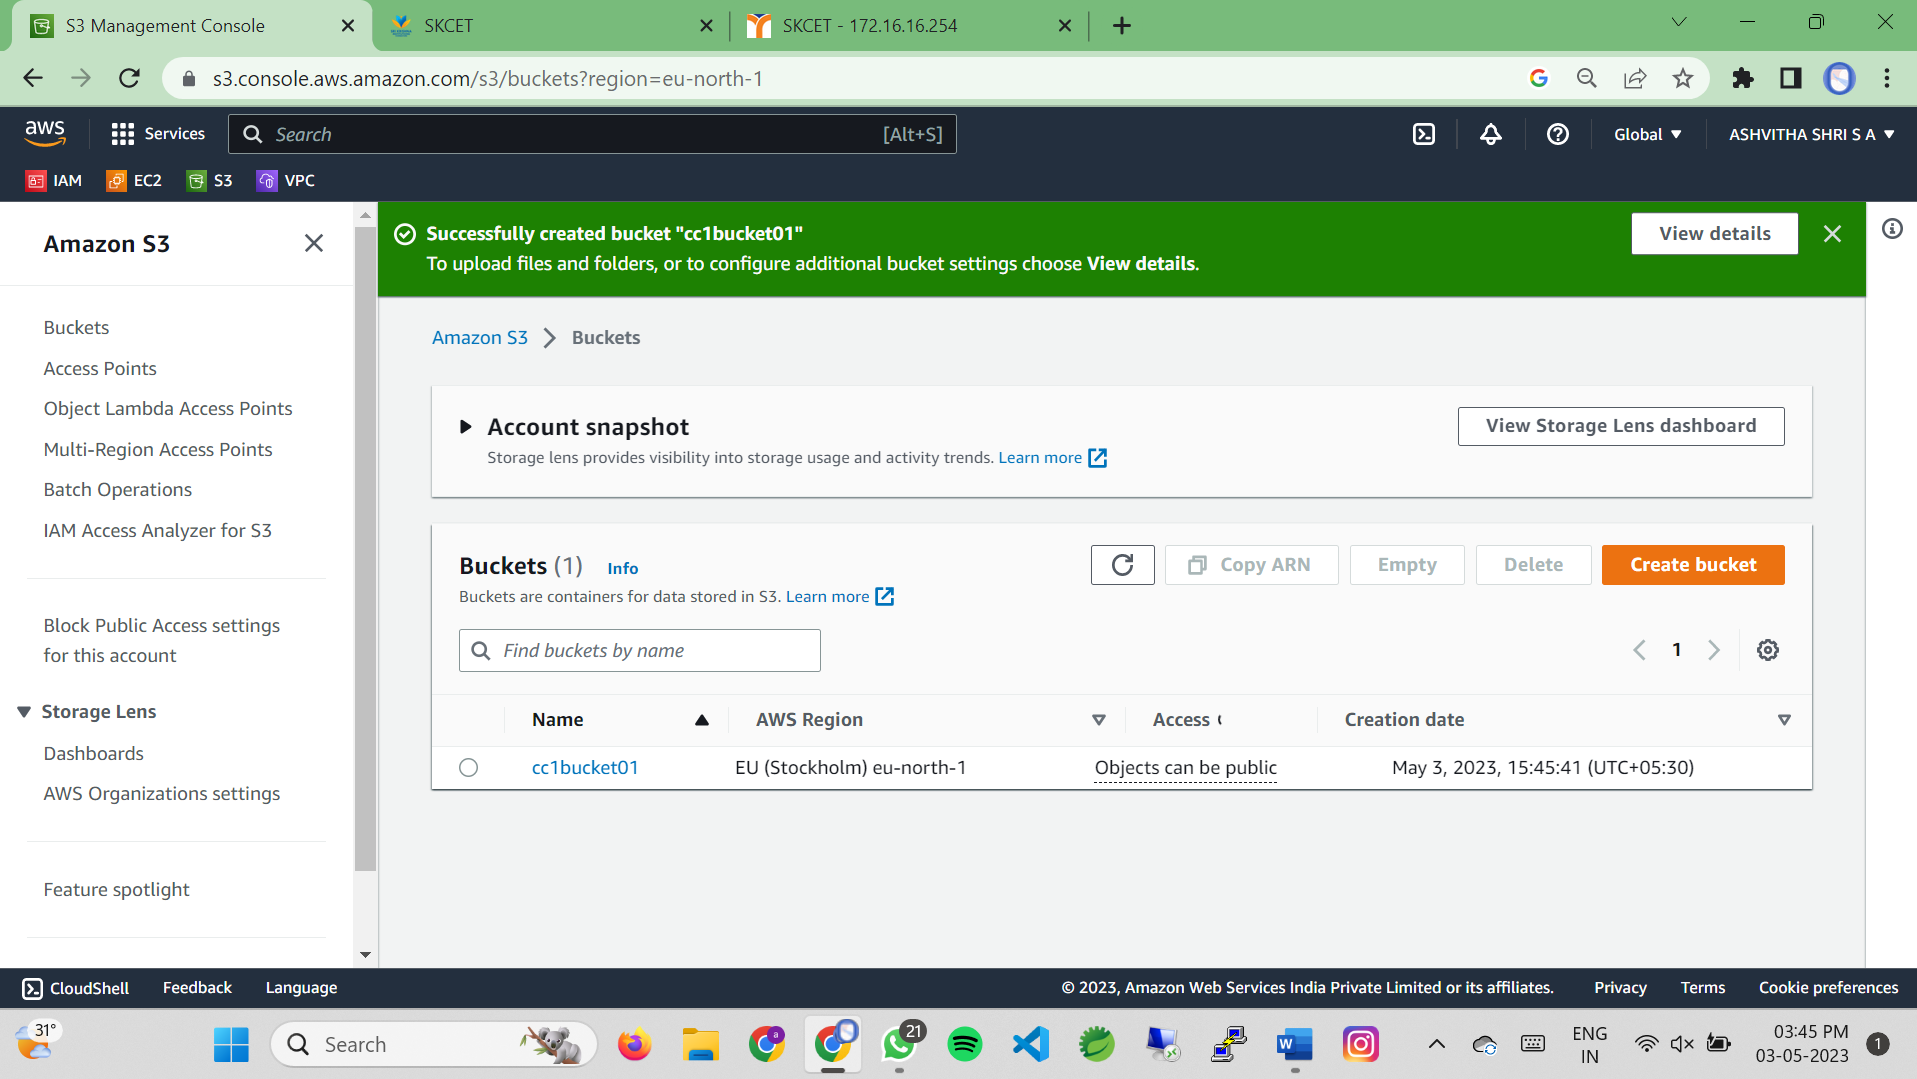 S3 Management Console
SKCET
SKCET - 172.16.16.254
s3.console.aws.amazon.com/s3/buckets?region=eu-north-1
aws
Services
Search
[Alt+S]
Global
ASHVITHA SHRI S A
IAM
EC2
S3
VPC
Amazon S3
Buckets
Access Points
Object Lambda Access Points
Multi-Region Access Points
Batch Operations
IAM Access Analyzer for S3
Block Public Access settings
for this account
Storage Lens
Dashboards
AWS Organizations settings
Feature spotlight
Successfully created bucket "cc1bucket01"
To upload files and folders, or to configure additional bucket settings choose View details.
View details
Amazon S3
Buckets
Account snapshot
Storage lens provides visibility into storage usage and activity trends. Learn more
View Storage Lens dashboard
Buckets (1)
Info
Buckets are containers for data stored in S3. Learn more
Copy ARN
Empty
Delete
Create bucket
Find buckets by name
1
Name
AWS Region
Access
Creation date
cc1bucket01
EU (Stockholm) eu-north-1
Objects can be public
May 3, 2023, 15:45:41 (UTC+05:30)
CloudShell
Feedback
Language
© 2023, Amazon Web Services India Private Limited or its affiliates.
Privacy
Terms
Cookie preferences
31°
Search
a
21
W
ENG
IN
03:45 PM
03-05-2023
1